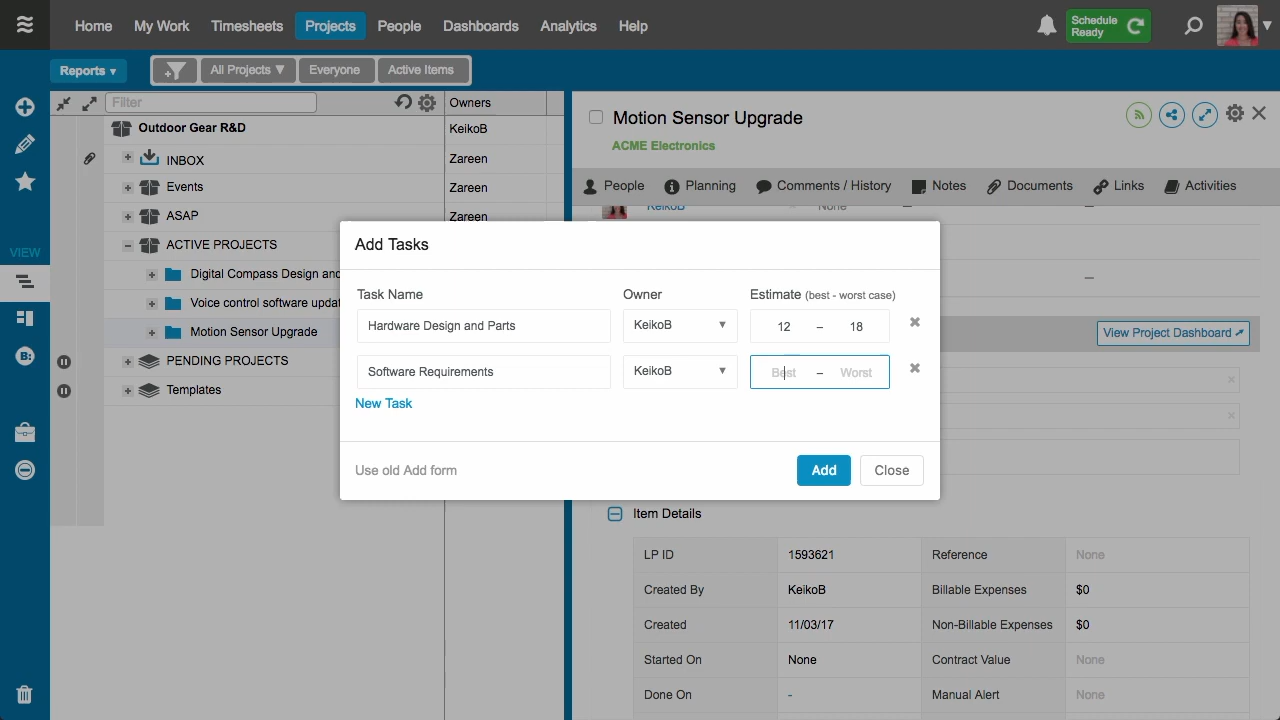 Home My Work Timesheets Projects People Dashboards Analytics Help
Schedule
Ready
Reports
All Projects
Everyone
Active Items
Filter
Owners
Outdoor Gear R&D KeikoB
INBOX Zareen
Events Zareen
ASAP Zareen
ACTIVE PROJECTS
Digital Compass Design and
Voice control software
Motion Sensor Upgrade
PENDING PROJECTS
Templates
VIEW
B:
Motion Sensor Upgrade
ACME Electronics
People Planning Comments / History Notes Documents Links Activities
KeikoB None — —
—
View Project Dashboard
Add Tasks
Task Name Owner Estimate (best - worst case)
Hardware Design and Parts KeikoB 12 – 18
Software Requirements KeikoB Best – Worst
New Task
Use old Add form
Add
Close
Item Details
LP ID 1593621 Reference None
Created By KeikoB Billable Expenses $0
Created 11/03/17 Non-Billable Expenses $0
Started On None Contract Value None
Done On - Manual Alert None